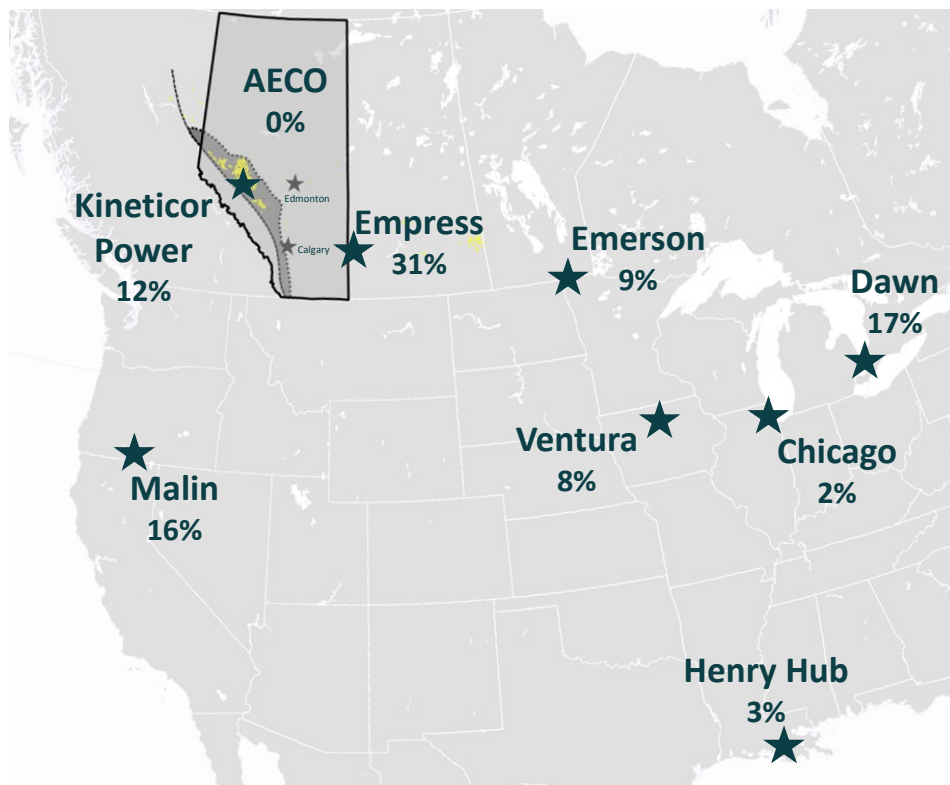 AECO
0%
Edmonton
Kineticor
Power
12%
Calgary
Empress
31%
Emerson
9%
Dawn
17%
Ventura
8%
Chicago
2%
Malin
16%
Henry Hub
3%